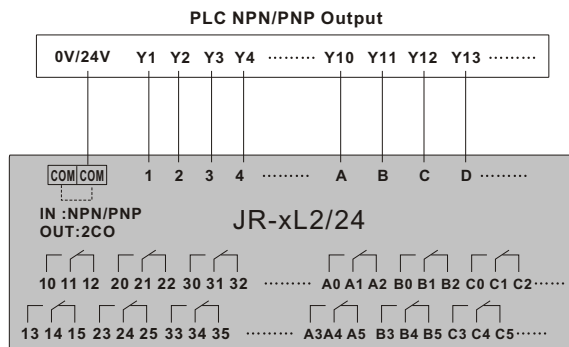 PLC NPN/PNP Output
0V/24V Y1 Y2 Y3 Y4 ········· Y10 Y11 Y12 Y13 ·········
COM COM 1 2 3 4 ········· A B C D ·········
IN :NPN/PNP
OUT:2CO
JR-xL2/24
10 11 12 20 21 22 30 31 32 ········· A0 A1 A2 B0 B1 B2 C0 C1 C2······
13 14 15 23 24 25 33 34 35 ········· A3A4 A5 B3 B4 B5 C3 C4 C5······